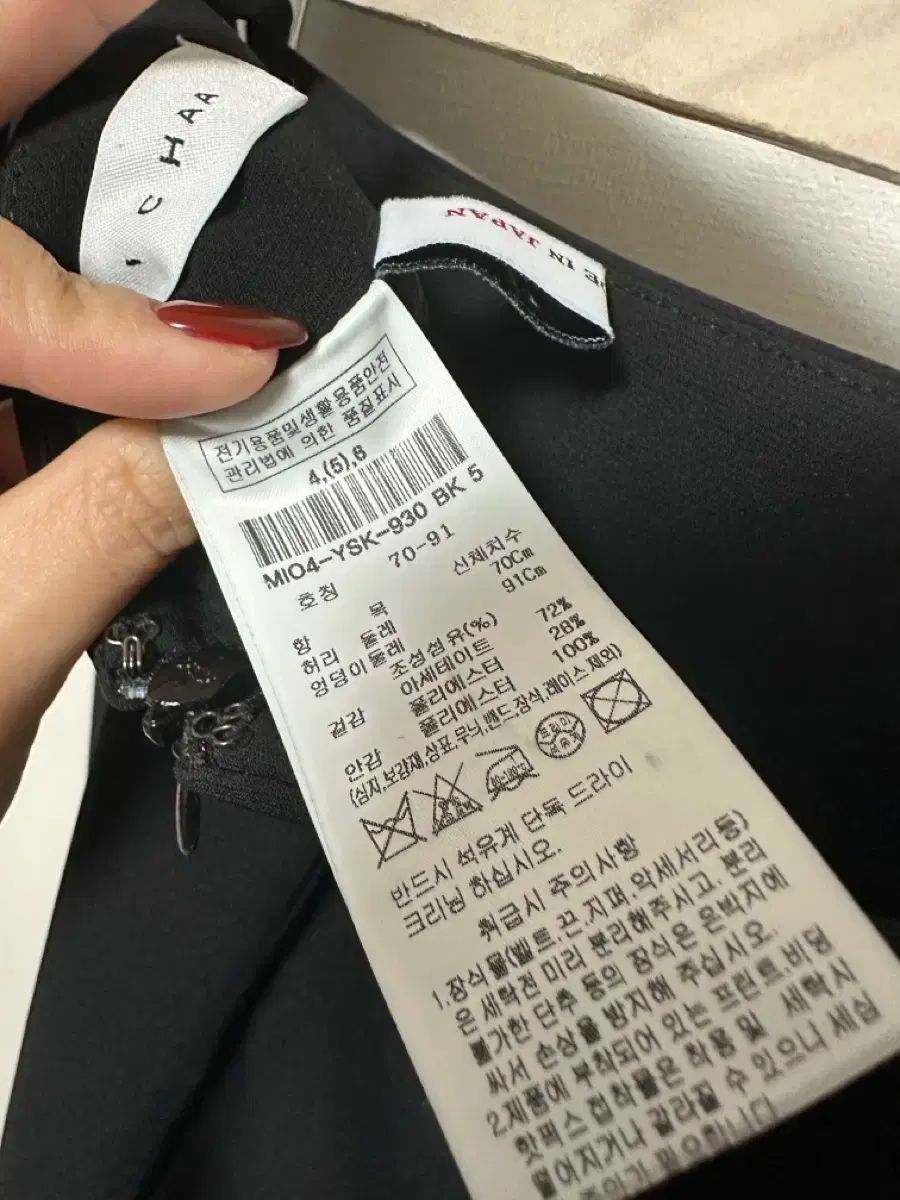 CHAA
E IN JAPAN
전기용품및생활용품안전
관리법에 의한 품질표시
4,(5),6
MIO4-YSK-930 BK 5
호칭 70-91
항 목 신체치수
허리 둘레 70Cm
엉덩이둘레 91Cm
조성섬유(%)
겉감 아세테이트 72%
폴리에스터 28%
안감 폴리에스터 100%
(심지,보강재,상표,무늬,밴드,장식,레이스 제외)
드라이
반드시 석유계 단독 드라이
크리닝 하십시오.
취급시 주의사항
1.장식물(벨트,끈,지퍼,악세서리등)
은 세탁전 미리 분리해주시고. 분리
불가한 단추 등의 장식은 은박지에
싸서 손상을 방지해 주십시오.
2.제품에 부착되어 있는 프린트,비딩
핫픽스 접착물은 착용 및 세탁시
떨어지거나 갈라질 수 있으니 세심